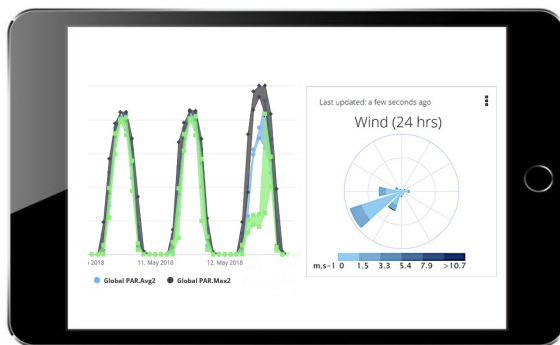 2018
11. May 2018
12. May 2018
Global PAR.Avg2
Global PAR.Max2
Last updated: a few seconds ago
Wind (24 hrs)
m.s-1 0 1.5 3.3 5.4 7.9 >10.7